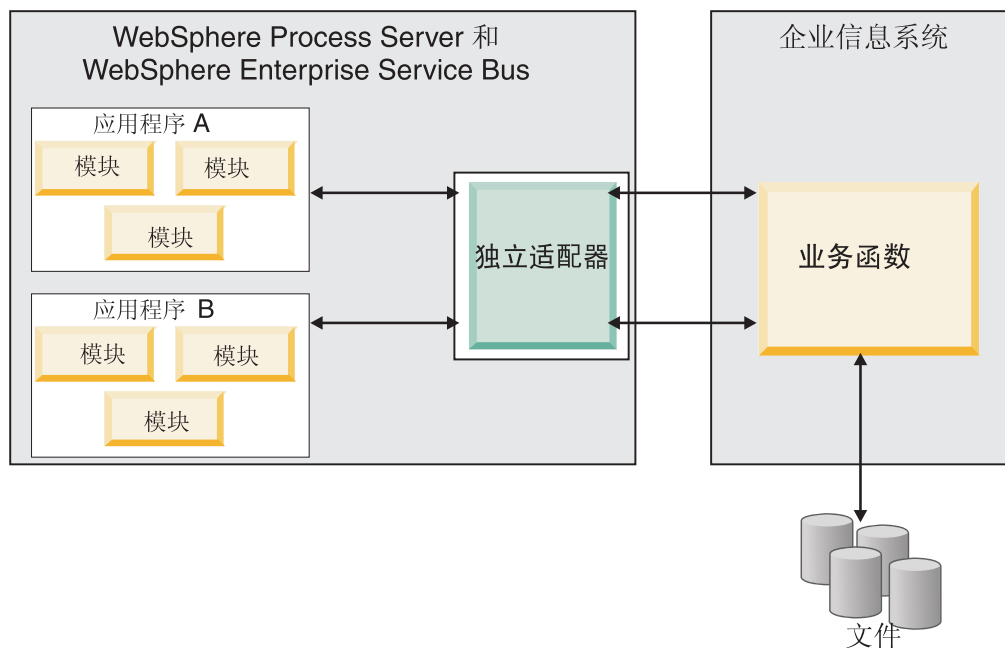 WebSphere Process Server 和
WebSphere Enterprise Service Bus
应用程序 A
模块
模块
模块
应用程序 B
模块
模块
模块
独立适配器
企业信息系统
业务函数
文件